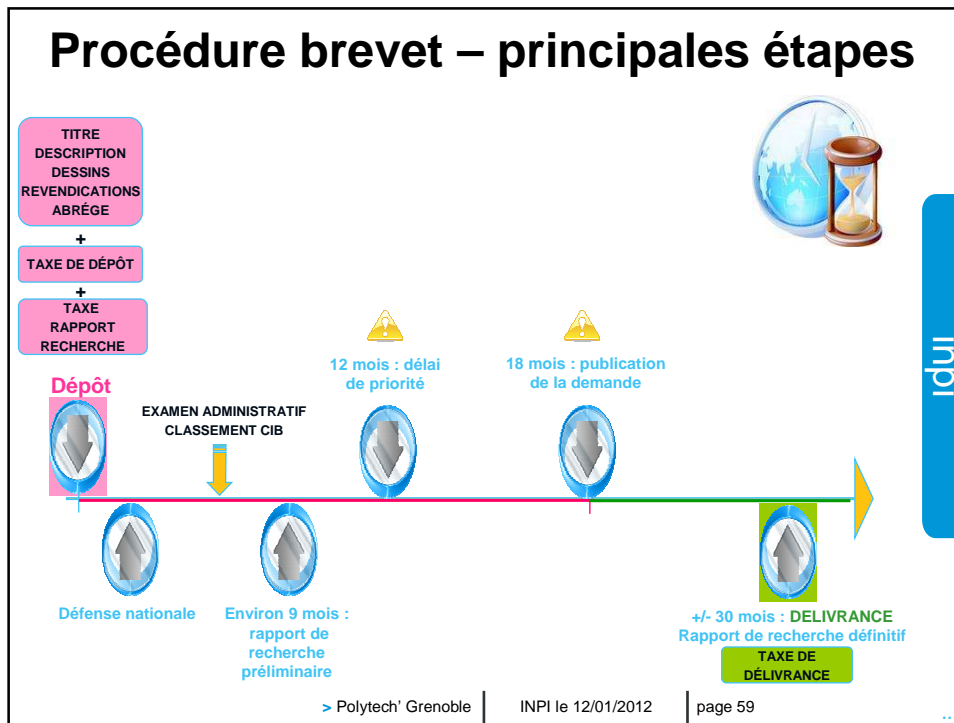 Procédure brevet – principales étapes
TITRE
DESCRIPTION
DESSINS
REVENDICATIONS
ABRÉGE
+
TAXE DE DÉPÔT
+
TAXE
RAPPORT
RECHERCHE
Dépôt
EXAMEN ADMINISTRATIF
CLASSEMENT CIB
12 mois : délai
de priorité
18 mois : publication
de la demande
Défense nationale
Environ 9 mois :
rapport de
recherche
préliminaire
+/- 30 mois : DELIVRANCE
Rapport de recherche définitif
TAXE DE
DÉLIVRANCE
inpi
> Polytech' Grenoble
INPI le 12/01/2012
page 59